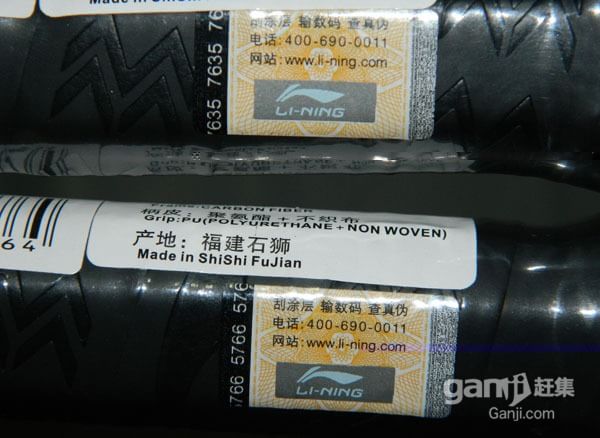 Made in ShiShi
刮涂层 输数码 查真伪
电话:400-690-0011
网站:www.li-ning.com
LI-NING
7635 7635
Frame:CARBON FIBER
柄皮:聚氨酯+不织布
Grip:PU(POLYURETHANE+NON WOVEN)
产地:福建石狮
Made in ShiShi FuJian
64
刮涂层 输数码 查真伪
电话:400-690-0011
网站:www.li-ning.com
LI-NING
5766 5766
ganji 赶集
Ganji.com